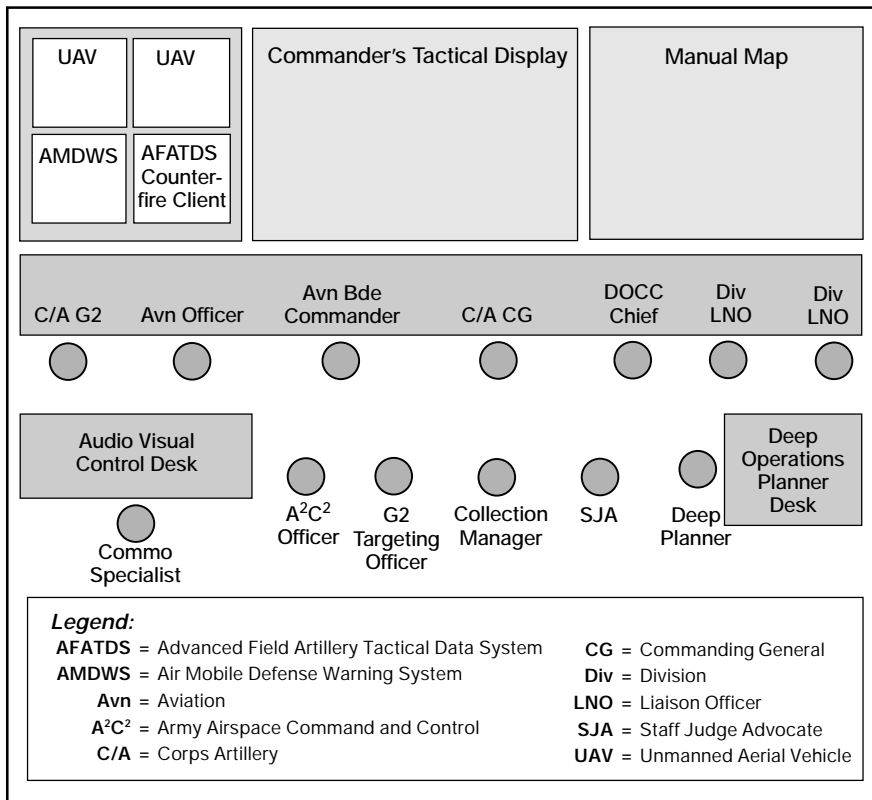 UAV
UAV
Commander's Tactical Display
Manual Map
AMDWS
AFATDS
Counter-
fire Client
C/A G2
Avn Officer
Avn Bde
Commander
C/A CG
DOCC
Chief
Div
LNO
Div
LNO
Audio Visual
Control Desk
Deep
Operations
Planner
Desk
Commo
Specialist
A²C²
Officer
G2
Targeting
Officer
Collection
Manager
SJA
Deep
Planner
Legend:
AFATDS = Advanced Field Artillery Tactical Data System
AMDWS = Air Mobile Defense Warning System
Avn = Aviation
A²C² = Army Airspace Command and Control
C/A = Corps Artillery
CG = Commanding General
Div = Division
LNO = Liaison Officer
SJA = Staff Judge Advocate
UAV = Unmanned Aerial Vehicle